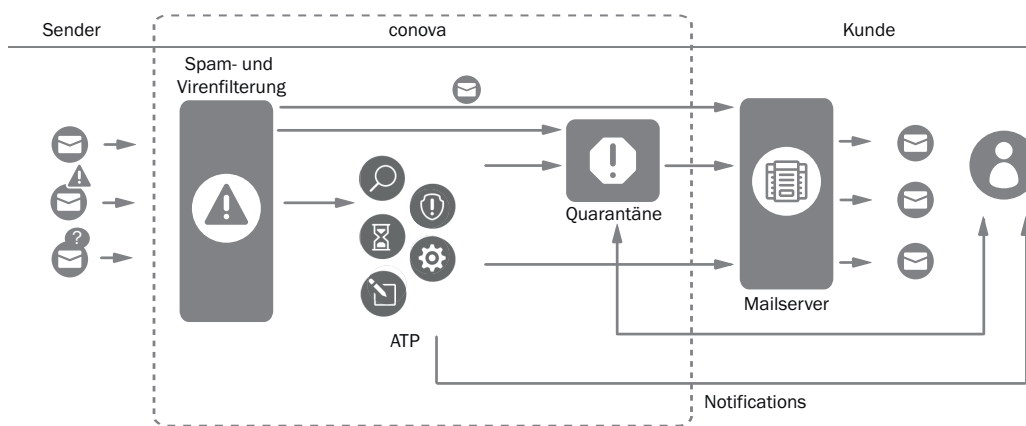 Sender
conova
Kunde
Spam- und
Virenfilterung
?
Quarantäne
Mailserver
ATP
Notifications